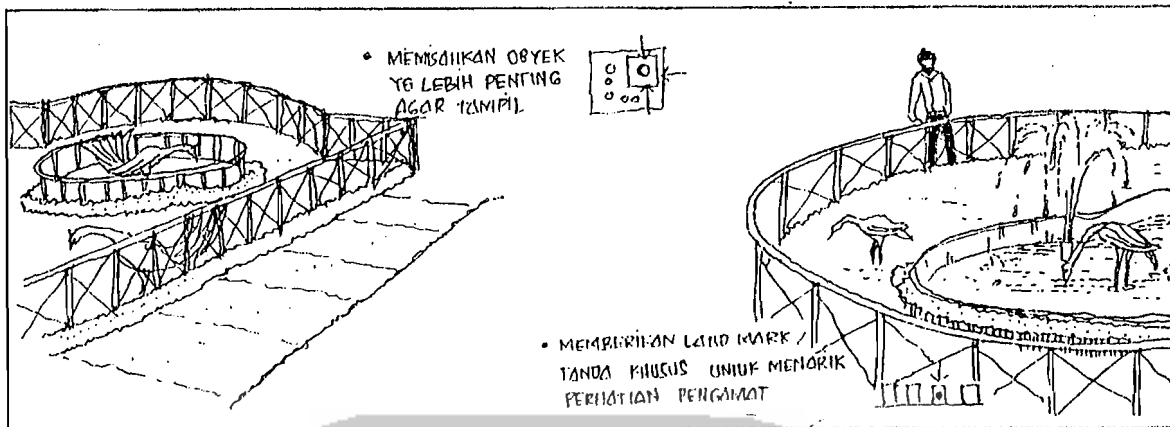 • MEMISAHKAN OBYEK
YG LEBIH PENTING
AGAR TAMPIL
• MEMBERIKAN LAND MARK /
TANDA KHUSUS UNTUK MENARIK
PERHATIAN PENGAMAT